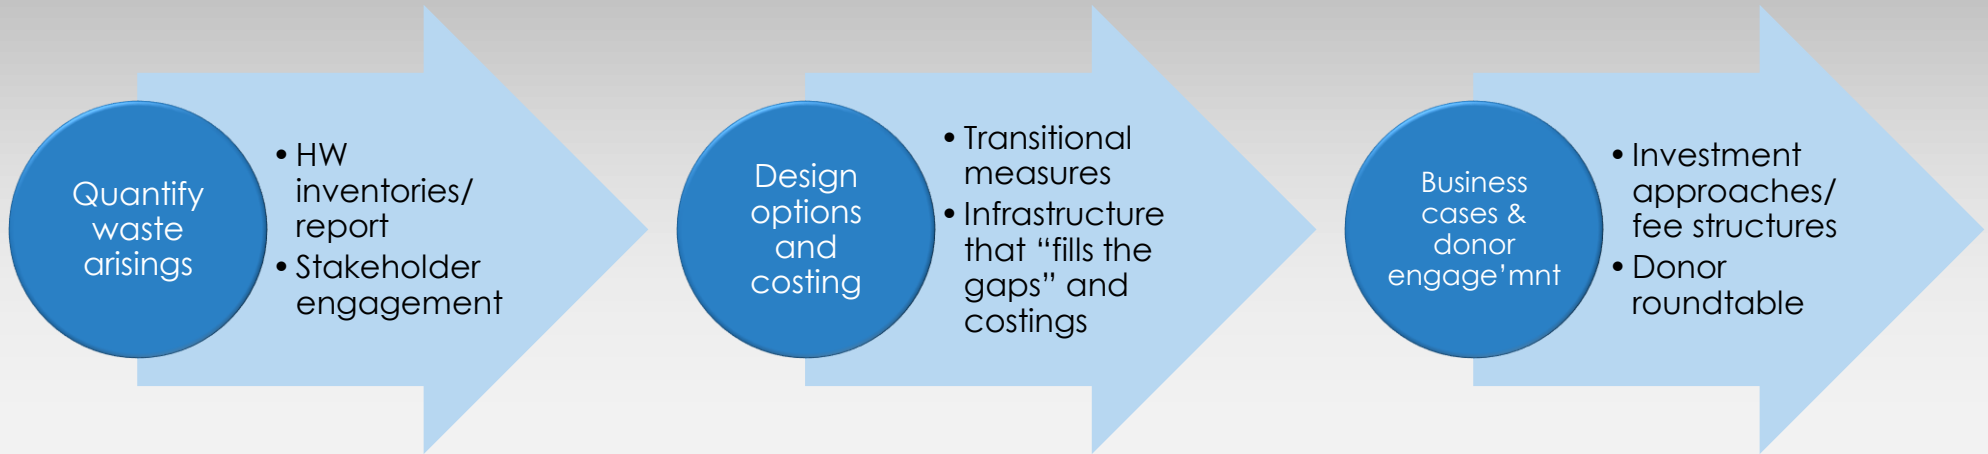 Quantify
waste
arisings
• HW
inventories/
report
• Stakeholder
engagement
Design
options
and
costing
• Transitional
measures
• Infrastructure
that “fills the
gaps” and
costings
Business
cases &
donor
engage’mnt
• Investment
approaches/
fee structures
• Donor
roundtable